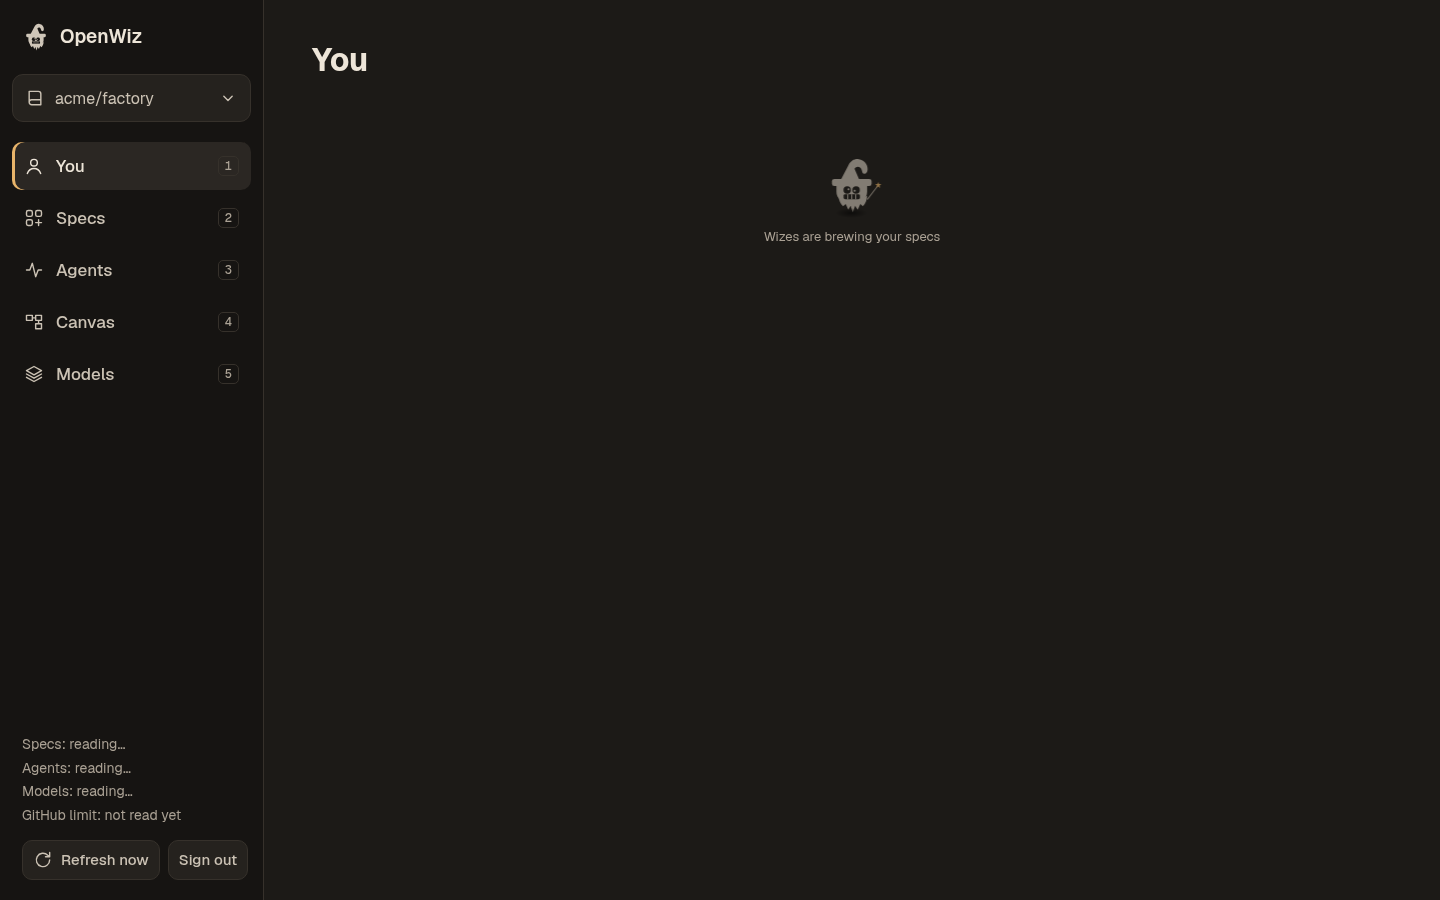 OpenWiz
acme/factory
You 1
Specs 2
Agents 3
Canvas 4
Models 5
Specs: reading…
Agents: reading…
Models: reading…
GitHub limit: not read yet
Refresh now
Sign out
You
Wizes are brewing your specs